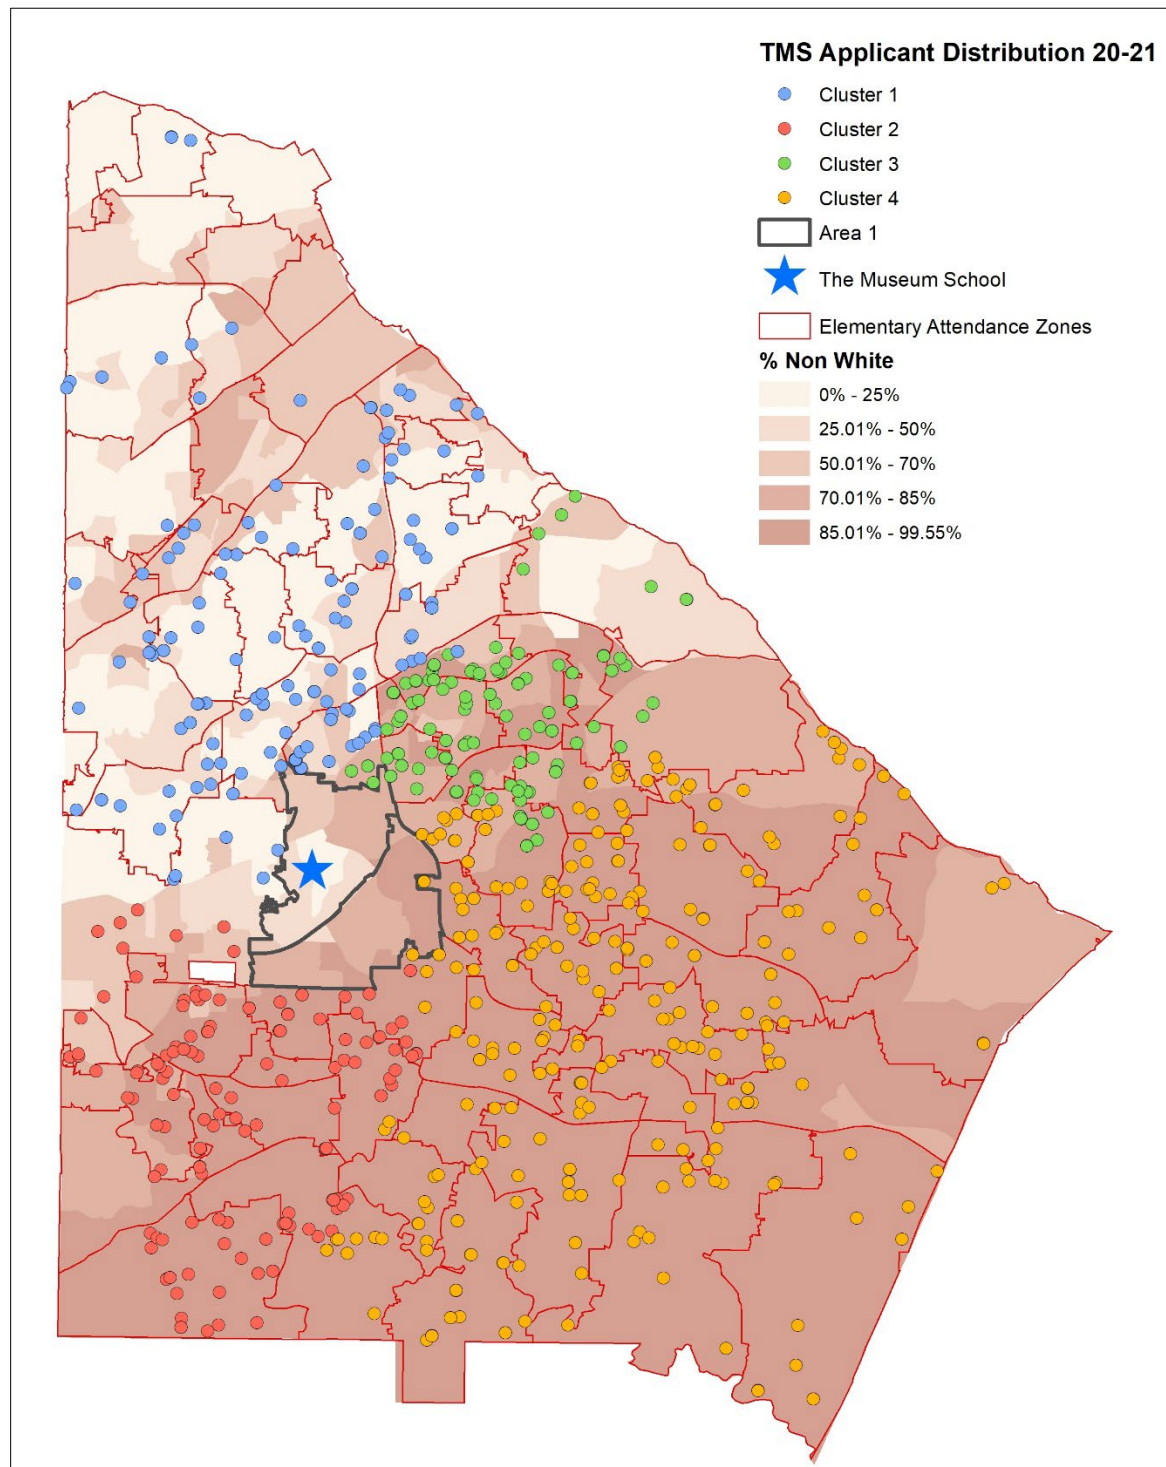 TMS Applicant Distribution 20-21
Cluster 1
Cluster 2
Cluster 3
Cluster 4
Area 1
The Museum School
Elementary Attendance Zones
% Non White
0% - 25%
25.01% - 50%
50.01% - 70%
70.01% - 85%
85.01% - 99.55%